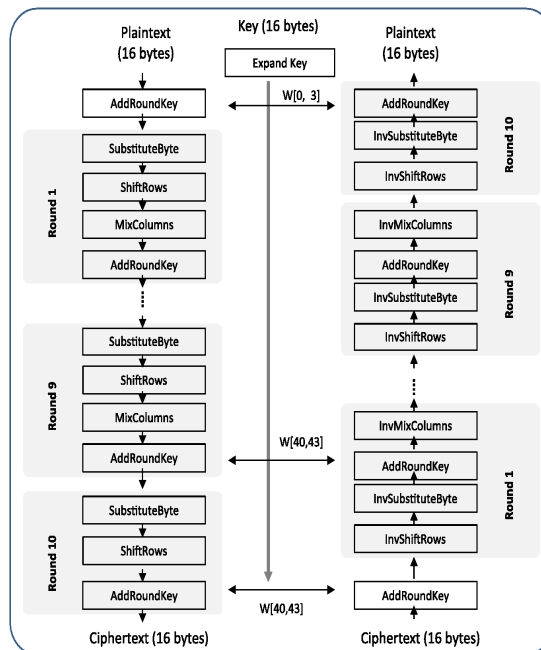 Plaintext
(16 bytes)
AddRoundKey
Round 1
SubstituteByte
ShiftRows
MixColumns
AddRoundKey
Round 9
SubstituteByte
ShiftRows
MixColumns
AddRoundKey
Round 10
SubstituteByte
ShiftRows
AddRoundKey
Ciphertext (16 bytes)
Key (16 bytes)
Expand Key
W[0, 3]
W[40,43]
W[40,43]
Plaintext
(16 bytes)
AddRoundKey
InvSubstituteByte
InvShiftRows
Round 10
InvMixColumns
AddRoundKey
InvSubstituteByte
InvShiftRows
Round 9
InvMixColumns
AddRoundKey
InvSubstituteByte
InvShiftRows
Round 1
AddRoundKey
Ciphertext (16 bytes)